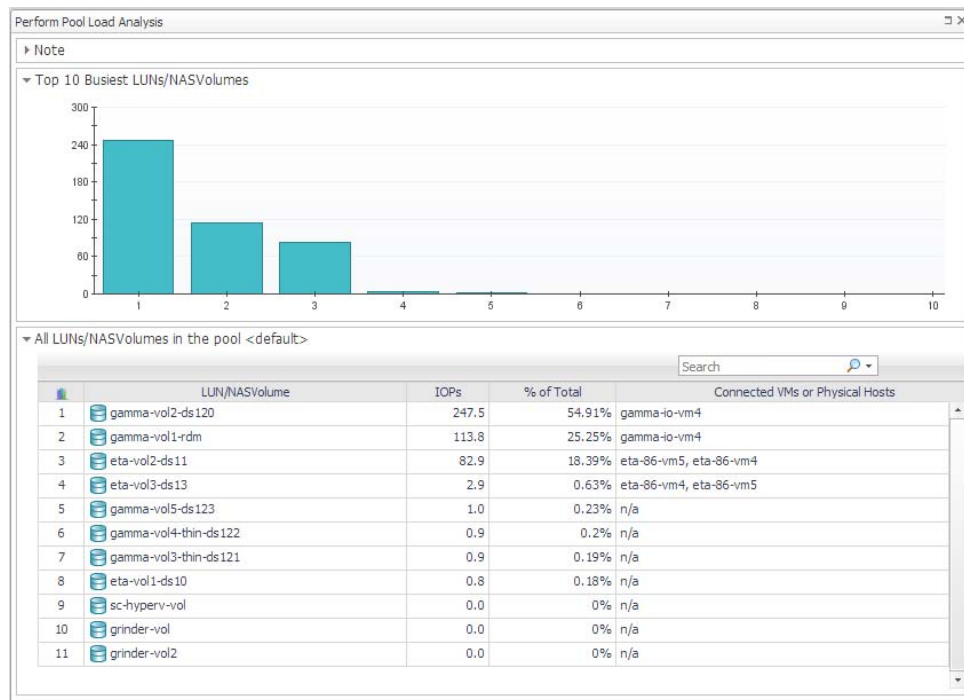 Perform Pool Load Analysis
Note
Top 10 Busiest LUNs/NASVolumes
300
240
180
120
60
0
1 2 3 4 5 6 7 8 9 10
All LUNs/NASVolumes in the pool <default>
Search
LUN/NASVolume IOPs % of Total Connected VMs or Physical Hosts
1 gamma-vol2-ds120 247.5 54.91% gamma-io-vm4
2 gamma-vol1-rdm 113.8 25.25% gamma-io-vm4
3 eta-vol2-ds11 82.9 18.39% eta-86-vm5, eta-86-vm4
4 eta-vol3-ds13 2.9 0.63% eta-86-vm4, eta-86-vm5
5 gamma-vol5-ds123 1.0 0.23% n/a
6 gamma-vol4-thin-ds122 0.9 0.2% n/a
7 gamma-vol3-thin-ds121 0.9 0.19% n/a
8 eta-vol1-ds10 0.8 0.18% n/a
9 sc-hyperv-vol 0.0 0% n/a
10 grinder-vol 0.0 0% n/a
11 grinder-vol2 0.0 0% n/a